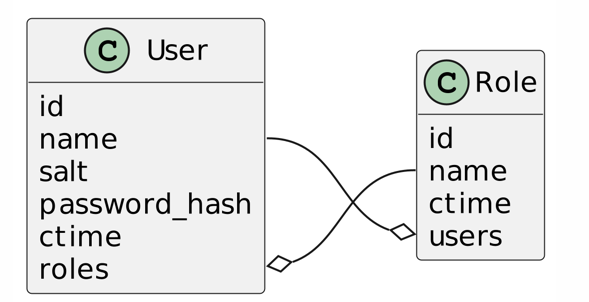 C User
id
name
salt
password_hash
ctime
roles
C Role
id
name
ctime
users